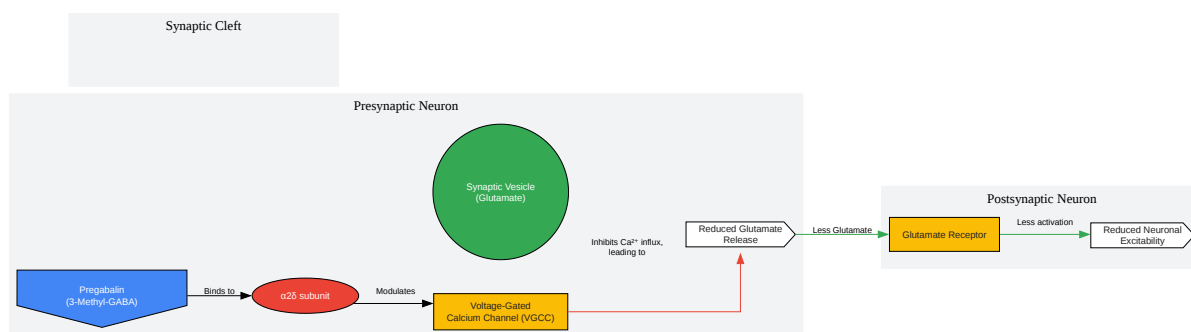 Synaptic Cleft
Presynaptic Neuron
Synaptic Vesicle
(Glutamate)
Postsynaptic Neuron
Reduced Glutamate
Release
Less Glutamate
Glutamate Receptor
Less activation
Reduced Neuronal
Excitability
Inhibits Ca²⁺ influx,
leading to
Pregabalin
(3-Methyl-GABA)
Binds to
α2δ subunit
Modulates
Voltage-Gated
Calcium Channel (VGCC)